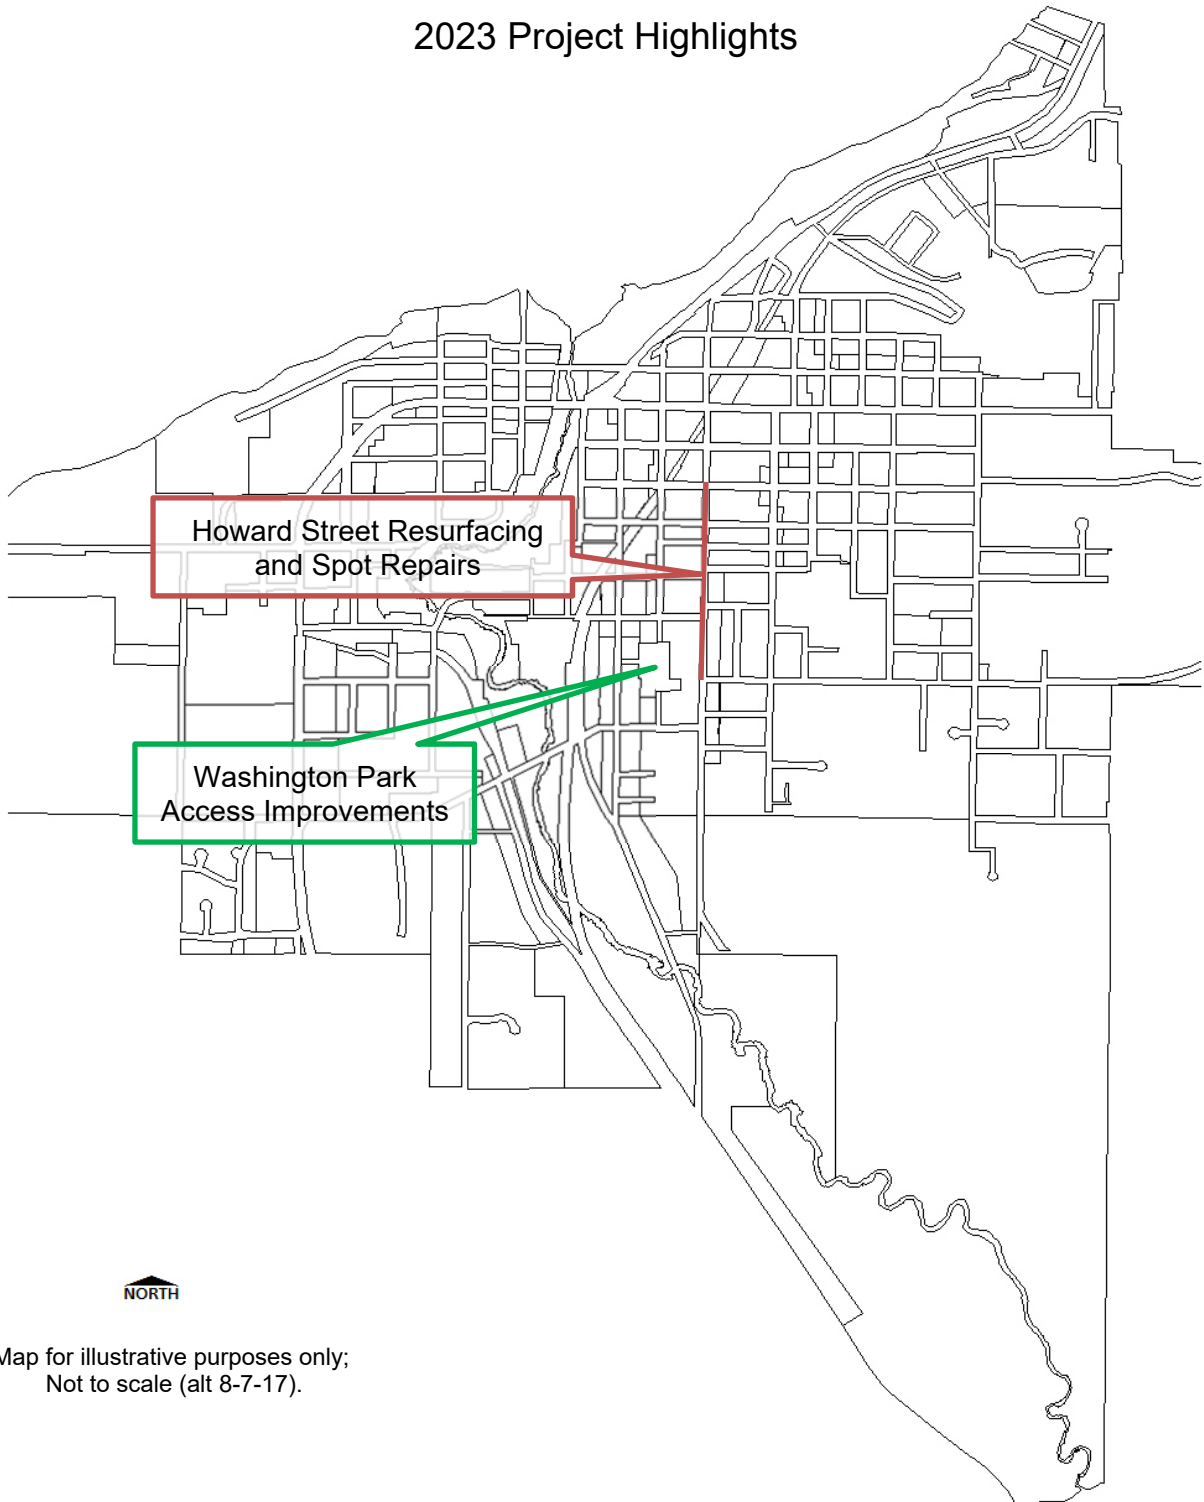 2023 Project Highlights
Howard Street Resurfacing
and Spot Repairs
Washington Park
Access Improvements
NORTH
Map for illustrative purposes only;
Not to scale (alt 8-7-17).